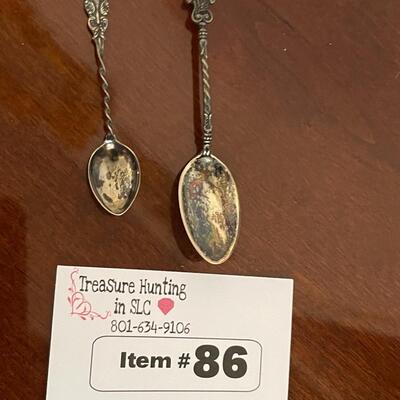 Treasure Hunting
in SLC
801-634-9106
Item #86